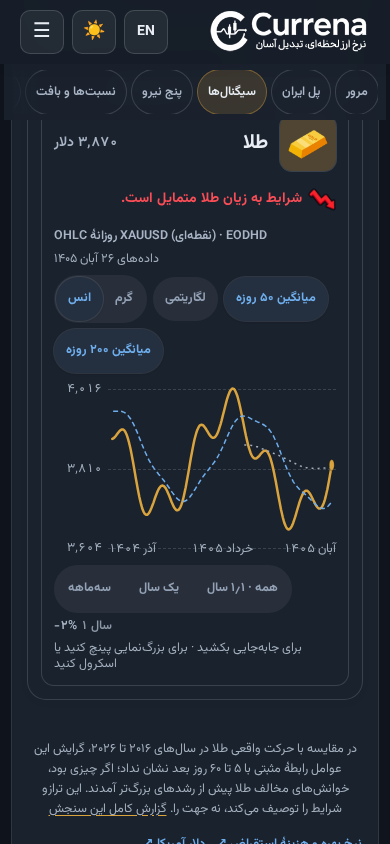 Currena
نرخ ارز لحظه‌ای، تبدیل آسان
EN
مرور
پل ایران
سیگنال‌ها
پنج نیرو
نسبت‌ها و بافت
طلا
۳,۸۷۰ دلار
شرایط به زیان طلا متمایل است.
EODHD · (نقطه‌ای) XAUUSD روزانهٔ OHLC
داده‌های ۲۶ آبان ۱۴۰۵
میانگین ۵۰ روزه
لگاریتمی
گرم
انس
میانگین ۲۰۰ روزه
۴,۰۱۶
۳,۸۱۰
۳,۶۰۴
آذر ۱۴۰۴
خرداد ۱۴۰۵
آبان ۱۴۰۵
همه · ۱/۱ سال
یک سال
سه‌ماهه
-۲% ۱ سال
برای جابه‌جایی بکشید · برای بزرگ‌نمایی پینچ کنید یا
اسکرول کنید
در مقایسه با حرکت واقعی طلا در سال‌های ۲۰۱۶ تا ۲۰۲۶، گرایش این
عوامل رابطهٔ مثبتی با ۵ تا ۶۰ روز بعد نشان نداد؛ اگر چیزی بود،
خوانش‌های مخالف طلا پیش از رشدهای بزرگ‌تر آمدند. این ترازو
شرایط را توصیف می‌کند، نه جهت را. گزارش کامل این سنجش
نرخ بهره و هزینهٔ استقراض ↗ دلار آمریکا ↗